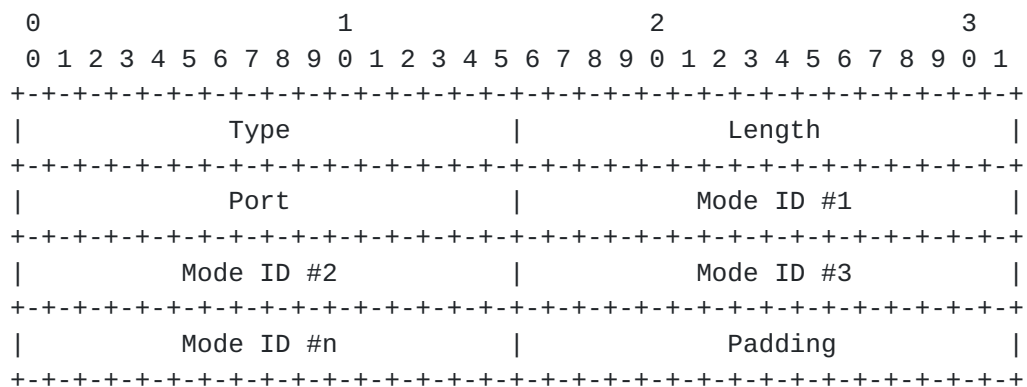 0                   1                   2                   3
 0 1 2 3 4 5 6 7 8 9 0 1 2 3 4 5 6 7 8 9 0 1 2 3 4 5 6 7 8 9 0 1
+-+-+-+-+-+-+-+-+-+-+-+-+-+-+-+-+-+-+-+-+-+-+-+-+-+-+-+-+-+-+-+-+
|             Type              |             Length            |
+-+-+-+-+-+-+-+-+-+-+-+-+-+-+-+-+-+-+-+-+-+-+-+-+-+-+-+-+-+-+-+-+
|             Port              |           Mode ID #1          |
+-+-+-+-+-+-+-+-+-+-+-+-+-+-+-+-+-+-+-+-+-+-+-+-+-+-+-+-+-+-+-+-+
|          Mode ID #2           |           Mode ID #3          |
+-+-+-+-+-+-+-+-+-+-+-+-+-+-+-+-+-+-+-+-+-+-+-+-+-+-+-+-+-+-+-+-+
|          Mode ID #n           |             Padding           |
+-+-+-+-+-+-+-+-+-+-+-+-+-+-+-+-+-+-+-+-+-+-+-+-+-+-+-+-+-+-+-+-+